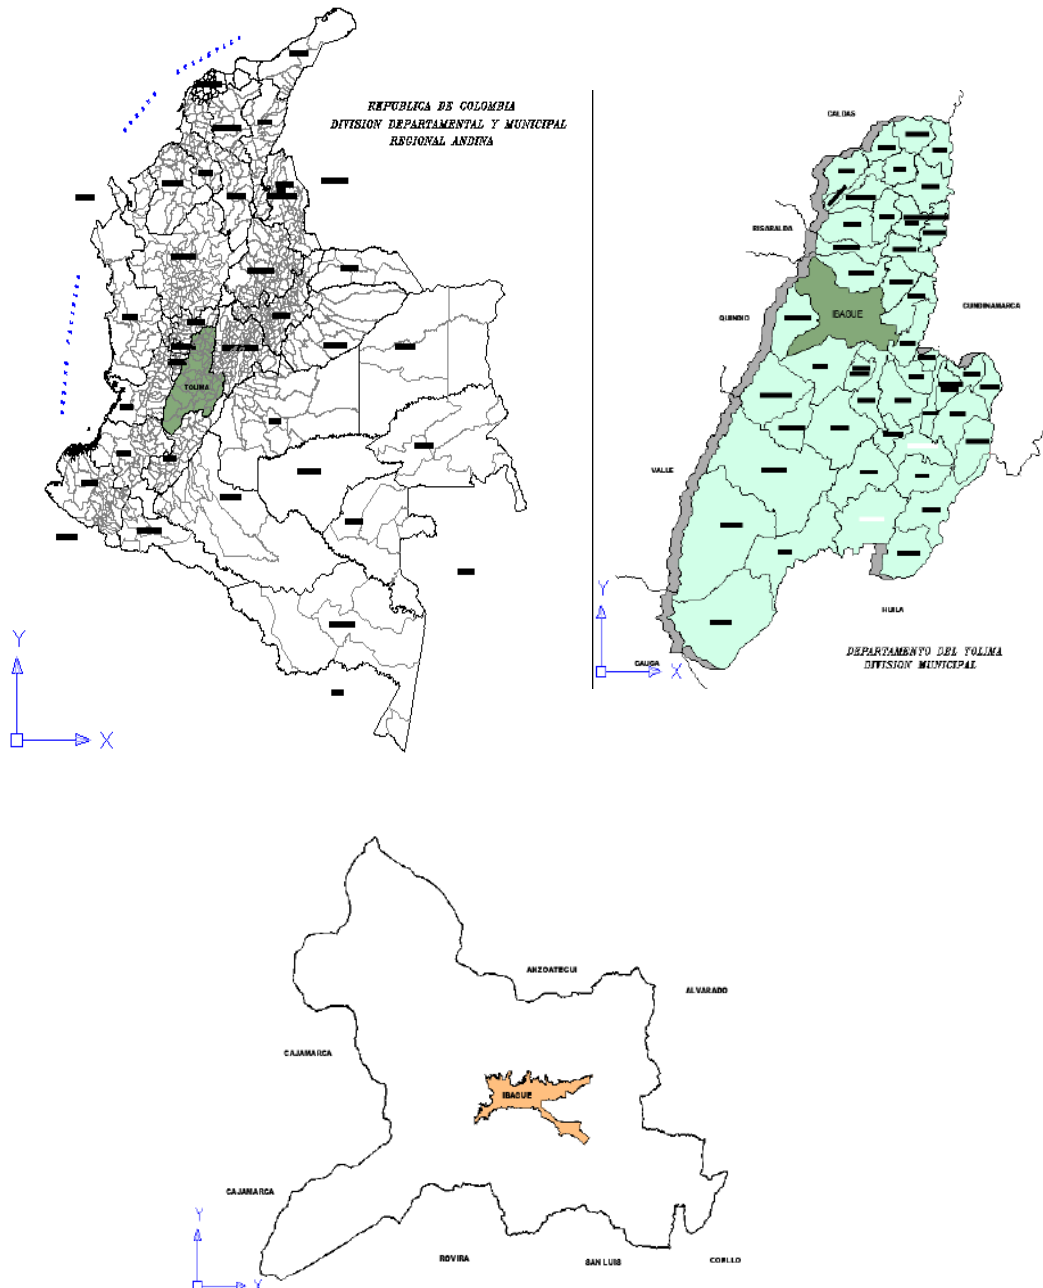 REPUBLICA DE COLOMBIA
DIVISION DEPARTAMENTAL Y MUNICIPAL
REGIONAL ANDINA
TOLIMA
Y
X
CALDAS
RISARALDA
QUINDIO
IBAGUE
CUNDINAMARCA
VALLE
HUILA
CAUCA
Y
X
DEPARTAMENTO DEL TOLIMA
DIVISION MUNICIPAL
ANZOATEGUI
ALVARADO
CAJAMARCA
IBAGUE
CAJAMARCA
ROVIRA
SAN LUIS
COELLO
Y
X